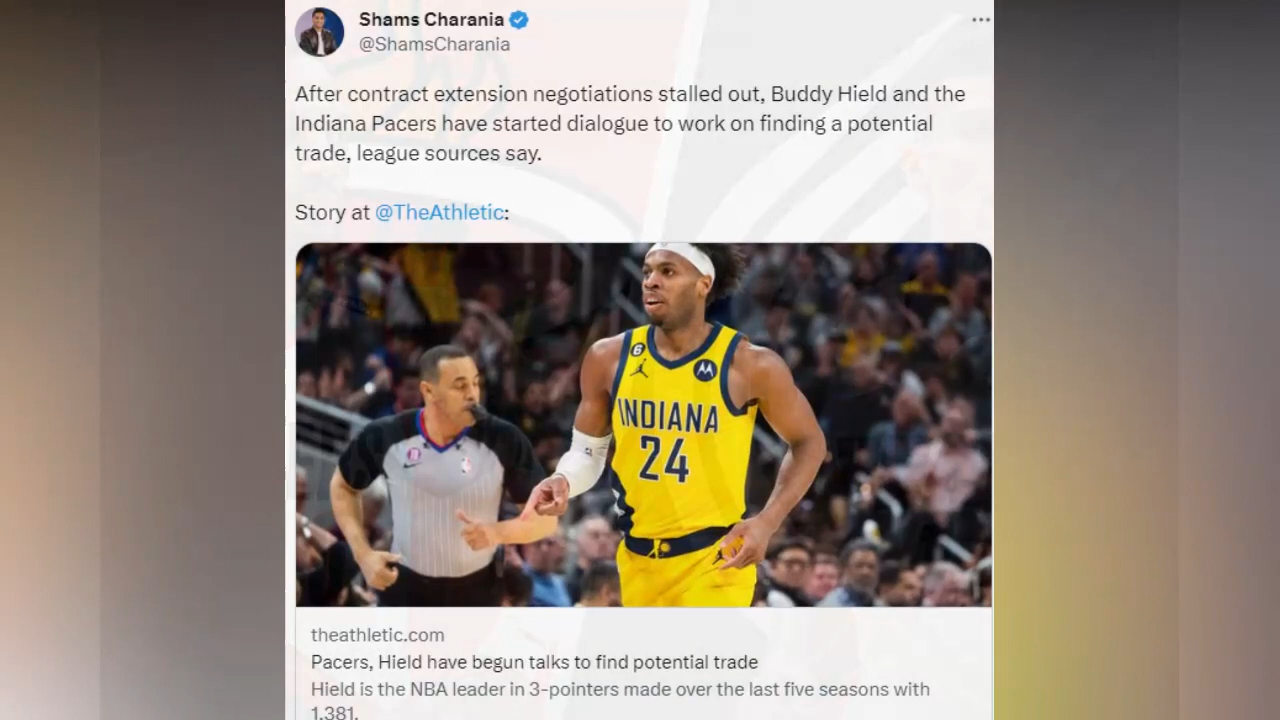 Shams Charania
@ShamsCharania
After contract extension negotiations stalled out, Buddy Hield and the
Indiana Pacers have started dialogue to work on finding a potential
trade, league sources say.
Story at @TheAthletic:
6
INDIANA
24
theathletic.com
Pacers, Hield have begun talks to find potential trade
Hield is the NBA leader in 3-pointers made over the last five seasons with
1,381.